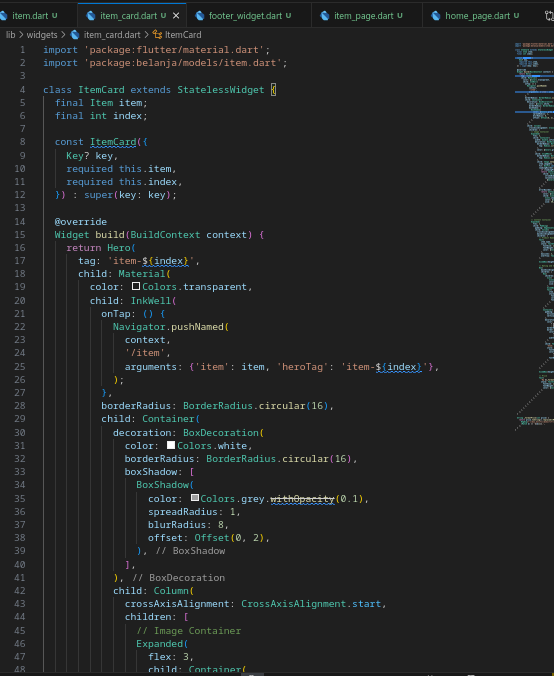 item.dart U item_card.dart U × footer_widget.dart U item_page.dart U home_page.dart U
lib > widgets > item_card.dart > ItemCard
1 import 'package:flutter/material.dart';
2 import 'package:belanja/models/item.dart';
3
4 class ItemCard extends StatelessWidget {
5 final Item item;
6 final int index;
7
8 const ItemCard({
9 Key? key,
10 required this.item,
11 required this.index,
12 }) : super(key: key);
13
14 @override
15 Widget build(BuildContext context) {
16 return Hero(
17 tag: 'item-${index}',
18 child: Material(
19 color: Colors.transparent,
20 child: InkWell(
21 onTap: () {
22 Navigator.pushNamed(
23 context,
24 '/item',
25 arguments: {'item': item, 'heroTag': 'item-${index}'},
26 );
27 },
28 borderRadius: BorderRadius.circular(16),
29 child: Container(
30 decoration: BoxDecoration(
31 color: Colors.white,
32 borderRadius: BorderRadius.circular(16),
33 boxShadow: [
34 BoxShadow(
35 color: Colors.grey.withOpacity(0.1),
36 spreadRadius: 1,
37 blurRadius: 8,
38 offset: Offset(0, 2),
39 ), // BoxShadow
40 ],
41 ), // BoxDecoration
42 child: Column(
43 crossAxisAlignment: CrossAxisAlignment.start,
44 children: [
45 // Image Container
46 Expanded(
47 flex: 3,
48 child: Container(